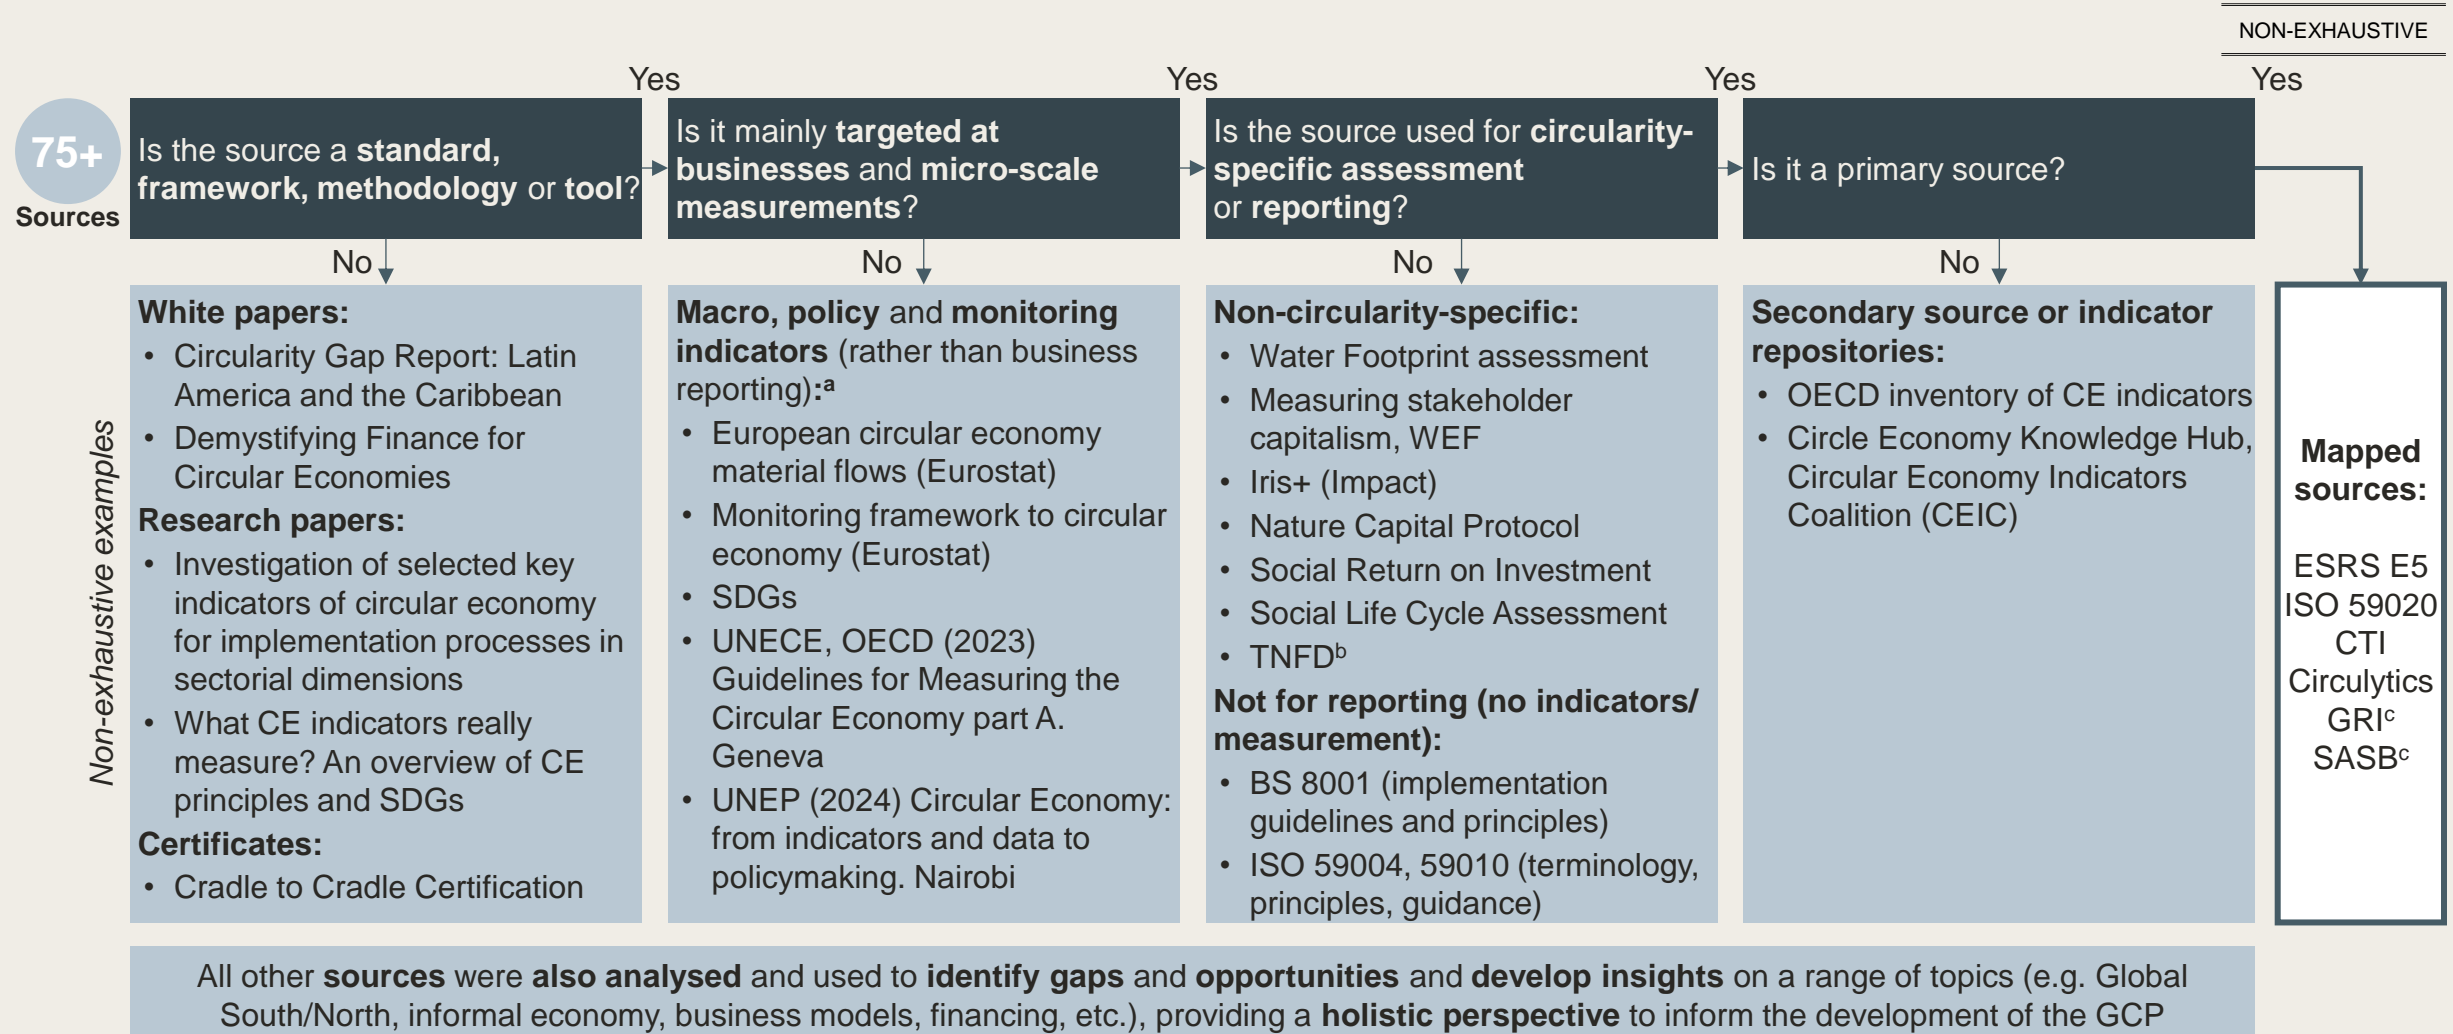 NON-EXHAUSTIVE
Yes
Yes
Yes
Yes
75+
Sources
Is the source a standard,
framework, methodology or tool?
Is it mainly targeted at
businesses and micro-scale
measurements?
Is the source used for circularity-
specific assessment
or reporting?
Is it a primary source?
No
No
No
No
Non-exhaustive examples
White papers:
• Circularity Gap Report: Latin
America and the Caribbean
• Demystifying Finance for
Circular Economies
Research papers:
• Investigation of selected key
indicators of circular economy
for implementation processes in
sectorial dimensions
• What CE indicators really
measure? An overview of CE
principles and SDGs
Certificates:
• Cradle to Cradle Certification
Macro, policy and monitoring
indicators (rather than business
reporting):ᵃ
• European circular economy
material flows (Eurostat)
• Monitoring framework to circular
economy (Eurostat)
• SDGs
• UNECE, OECD (2023)
Guidelines for Measuring the
Circular Economy part A.
Geneva
• UNEP (2024) Circular Economy:
from indicators and data to
policymaking. Nairobi
Non-circularity-specific:
• Water Footprint assessment
• Measuring stakeholder
capitalism, WEF
• Iris+ (Impact)
• Nature Capital Protocol
• Social Return on Investment
• Social Life Cycle Assessment
• TNFDᵇ
Not for reporting (no indicators/
measurement):
• BS 8001 (implementation
guidelines and principles)
• ISO 59004, 59010 (terminology,
principles, guidance)
Secondary source or indicator
repositories:
• OECD inventory of CE indicators
• Circle Economy Knowledge Hub,
Circular Economy Indicators
Coalition (CEIC)
Mapped
sources:
ESRS E5
ISO 59020
CTI
Circulytics
GRIᶜ
SASBᶜ
All other sources were also analysed and used to identify gaps and opportunities and develop insights on a range of topics (e.g. Global
South/North, informal economy, business models, financing, etc.), providing a holistic perspective to inform the development of the GCP